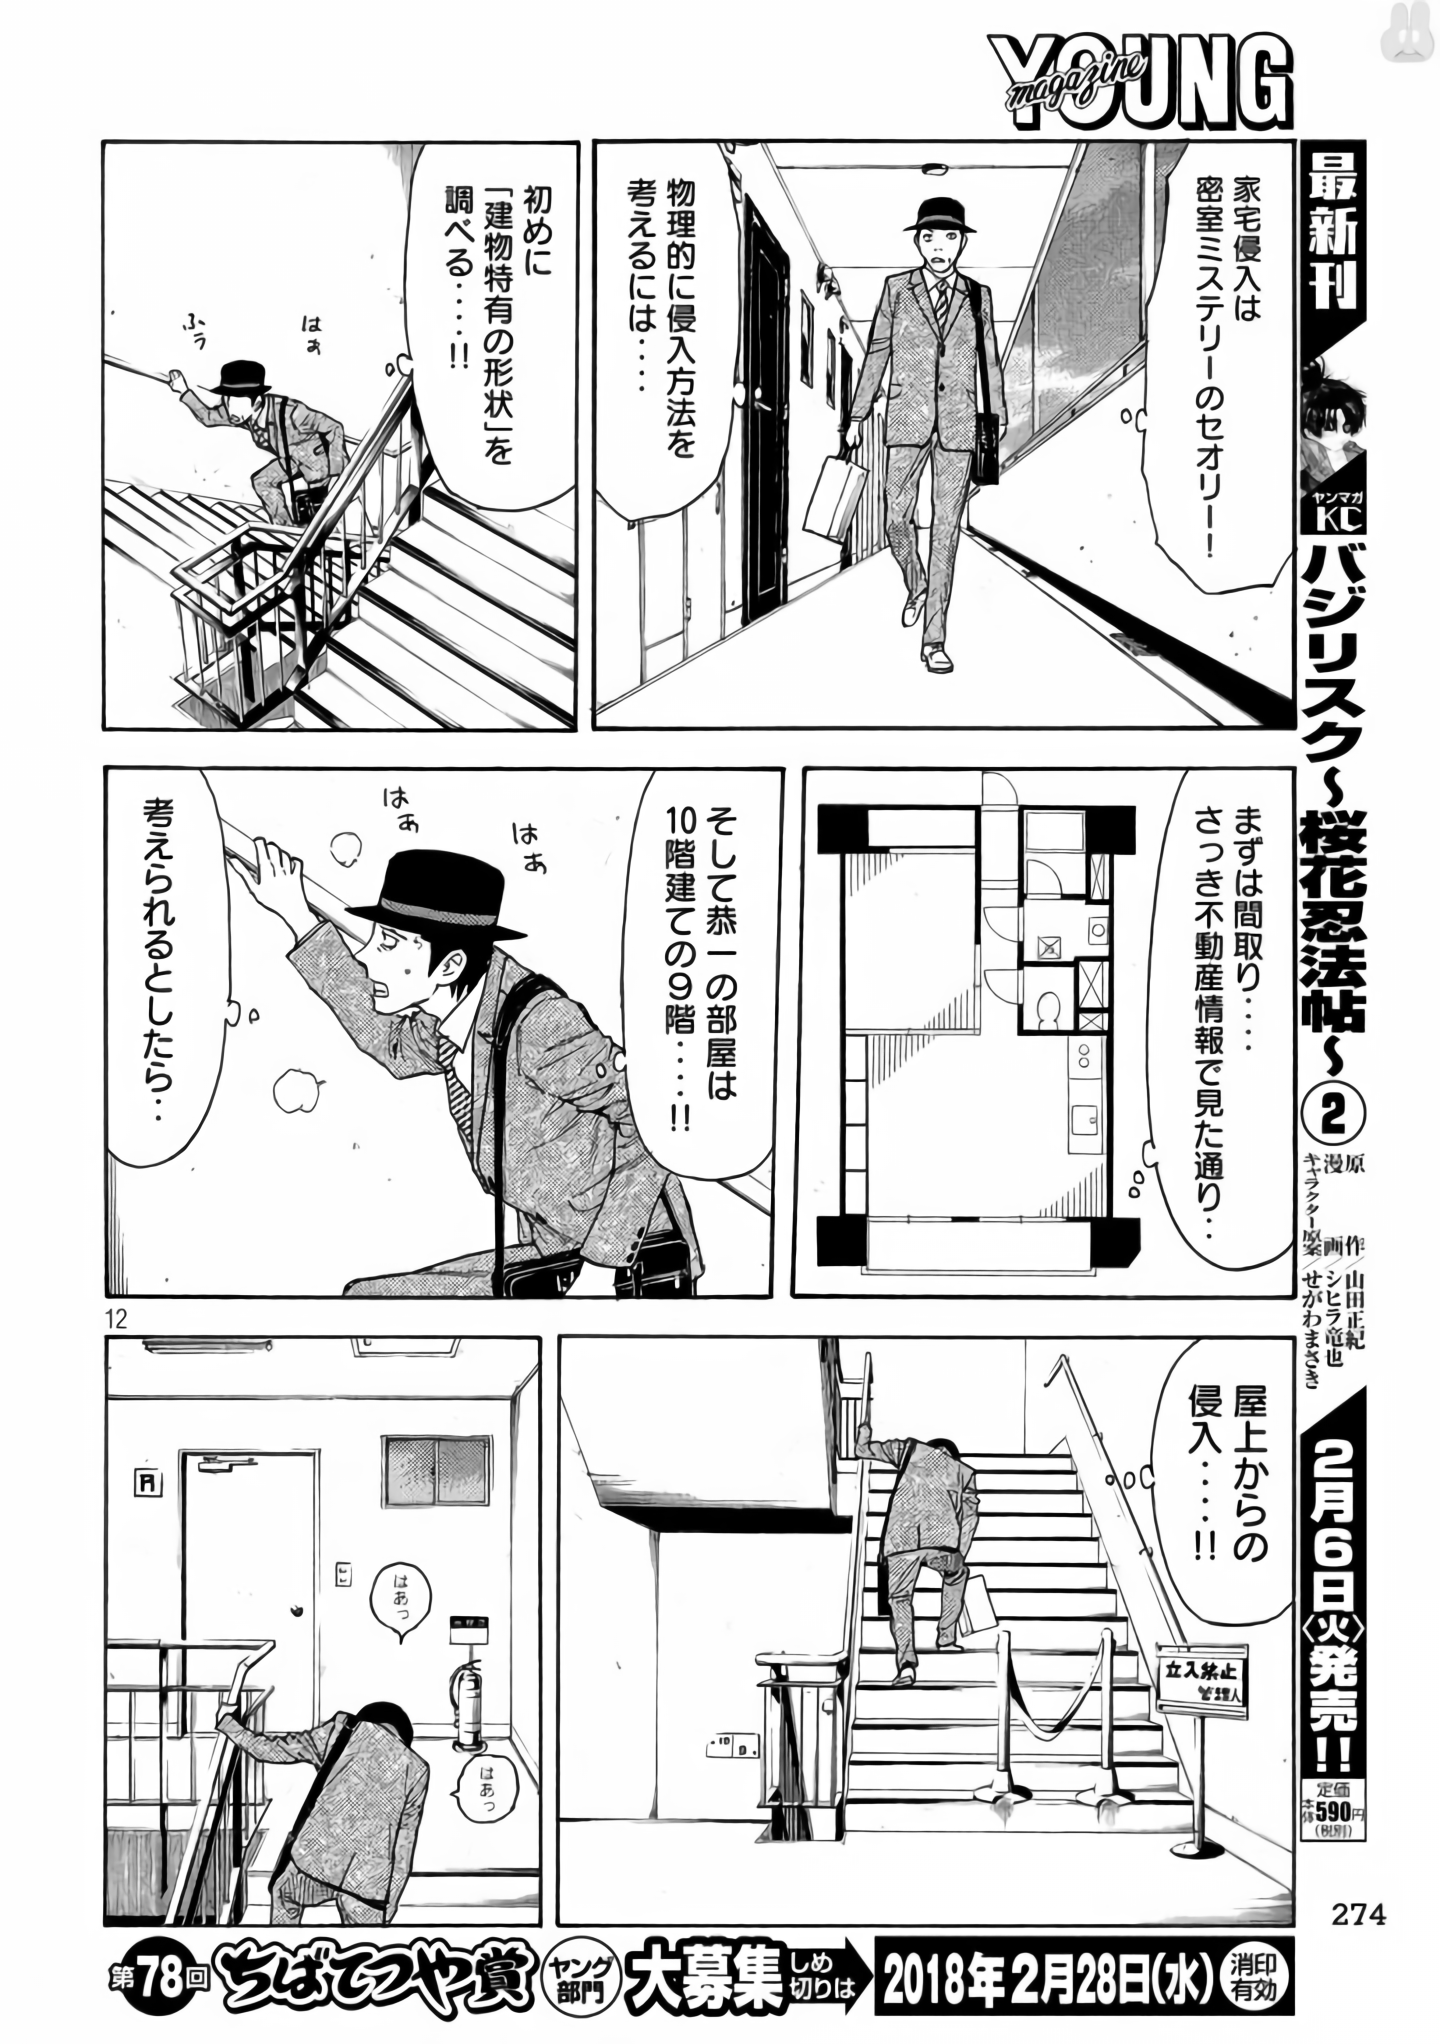 YOUNG
magazine
家宅侵入は
密室ミステリーのセオリー！
物理的に侵入方法を
考えるには‥‥
初めに
「建物特有の形状」を
調べる‥‥!!
はぁ
ふぅ
まずは間取り‥‥
さっき不動産情報で見た通り‥
そして恭一の部屋は
10階建ての9階‥‥!!
はぁ
はぁ
考えられるとしたら‥
12
屋上からの
侵入‥‥!!
立入禁止
管理人
10
はあっ
はあっ
最新刊
ヤンマガ
KC
バジリスク～桜花忍法帖～②
原作／山田正紀
漫画／シヒラ竜也
キャラクター原案／せがわまさき
2月6日〈火〉発売!!
定価
本体590円
(税別)
274
第78回
ちばてつや賞
ヤング部門
大募集
しめ切りは
2018年2月28日(水)
消印有効